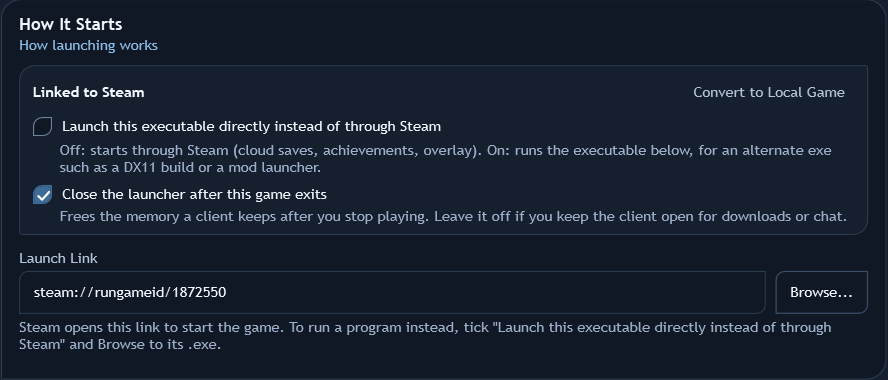 How It Starts
How launching works
Linked to Steam
Convert to Local Game
Launch this executable directly instead of through Steam
Off: starts through Steam (cloud saves, achievements, overlay). On: runs the executable below, for an alternate exe
such as a DX11 build or a mod launcher.
Close the launcher after this game exits
Frees the memory a client keeps after you stop playing. Leave it off if you keep the client open for downloads or chat.
Launch Link
steam://rungameid/1872550
Browse...
Steam opens this link to start the game. To run a program instead, tick "Launch this executable directly instead of through
Steam" and Browse to its .exe.